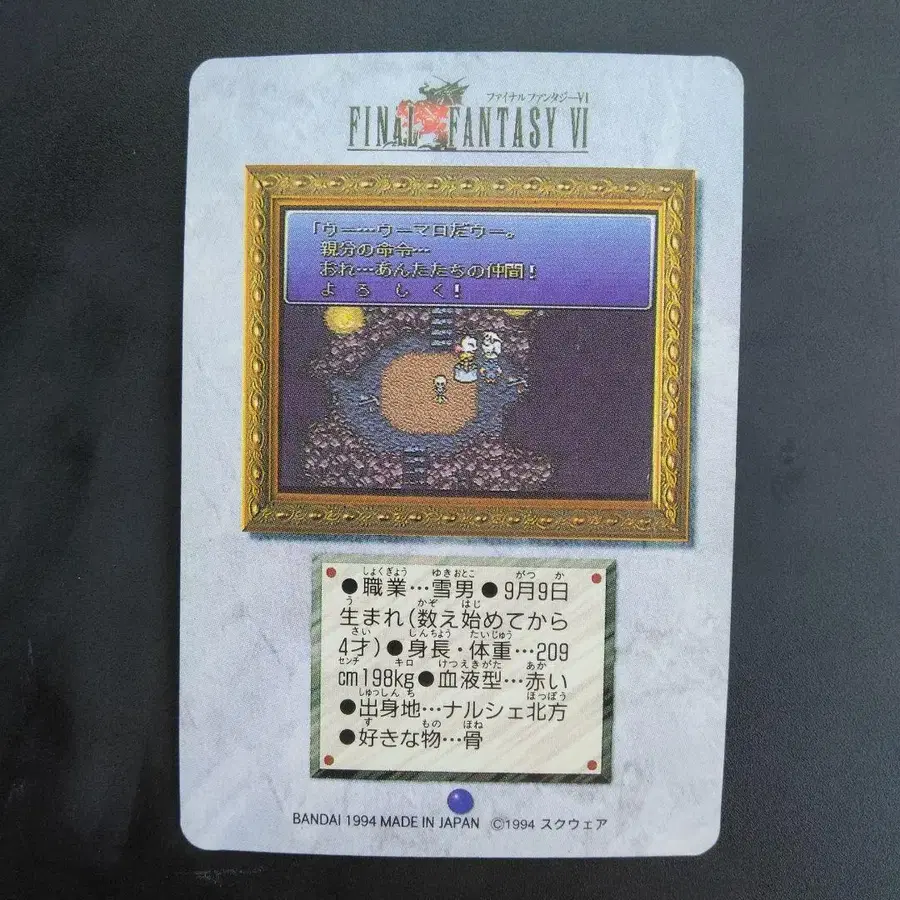 ファイナルファンタジーVI
FINAL FANTASY VI
「ウー…ウーマロだウー。
親分の命令…
おれ…あんたたちの仲間!
よろしく!
しょくぎょう ゆきおとこ がつ か
●職業…雪男●9月9日
う かぞ はじ
生まれ(数え始めてから
さい しんちょう たいじゅう
4才)●身長・体重…209
センチ キロ けつえきがた あか
cm198kg●血液型…赤い
しゅっしんち ほっぽう
●出身地…ナルシェ北方
す もの ほね
●好きな物…骨
BANDAI 1994 MADE IN JAPAN ©1994 スクウェア